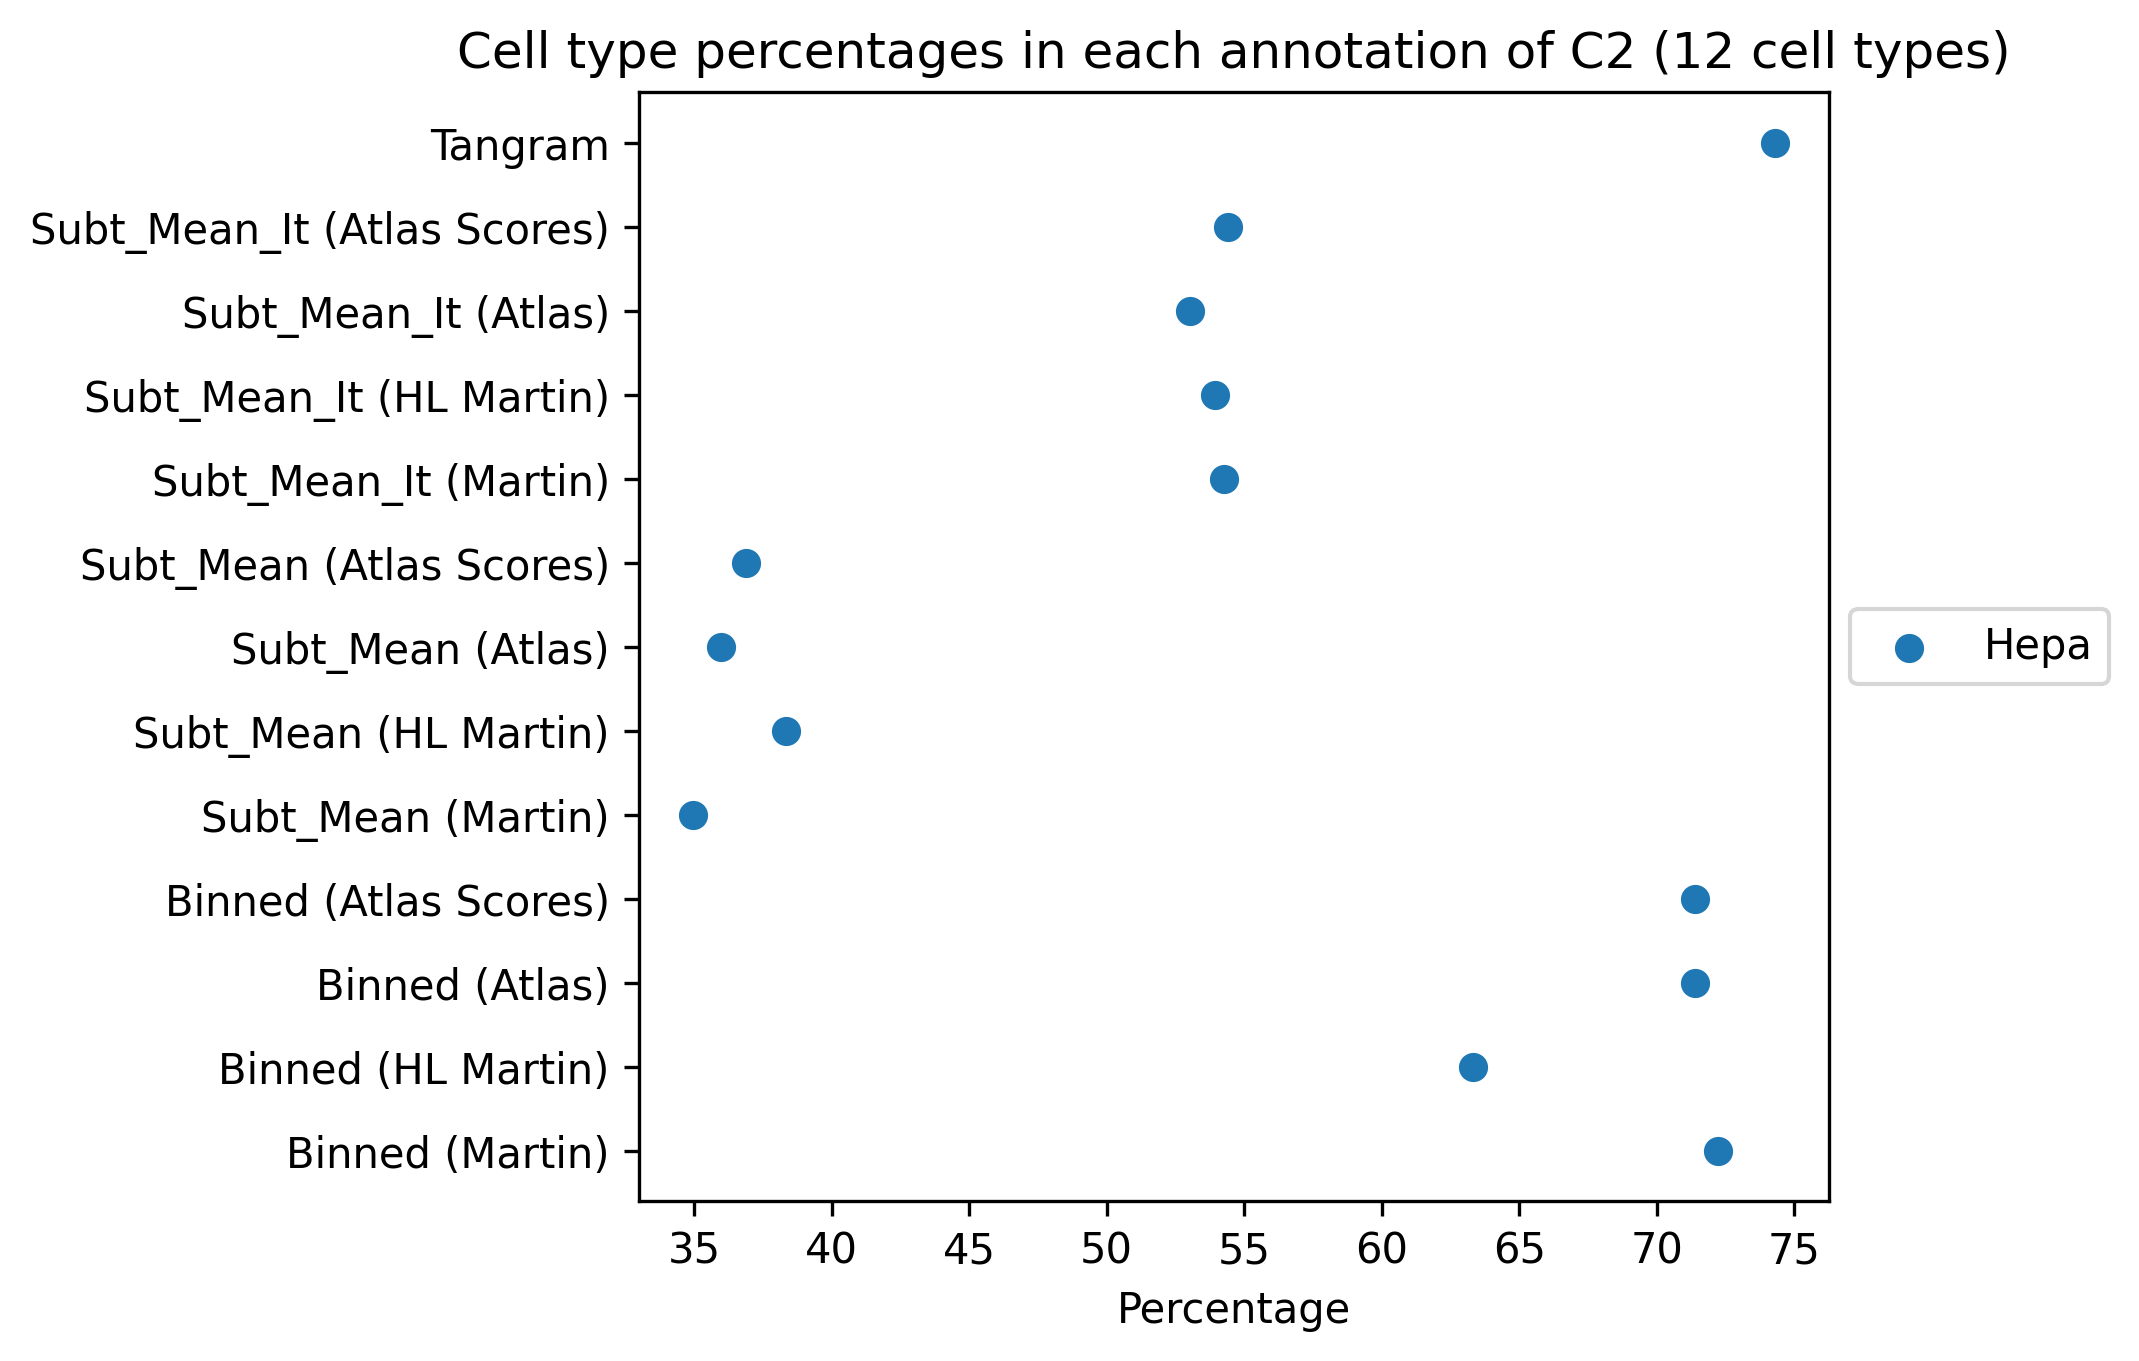 Cell type percentages in each annotation of C2 (12 cell types)
Tangram
Subt_Mean_It (Atlas Scores)
Subt_Mean_It (Atlas)
Subt_Mean_It (HL Martin)
Subt_Mean_It (Martin)
Subt_Mean (Atlas Scores)
Subt_Mean (Atlas)
Subt_Mean (HL Martin)
Subt_Mean (Martin)
Binned (Atlas Scores)
Binned (Atlas)
Binned (HL Martin)
Binned (Martin)
Hepa
35 40 45 50 55 60 65 70 75
Percentage